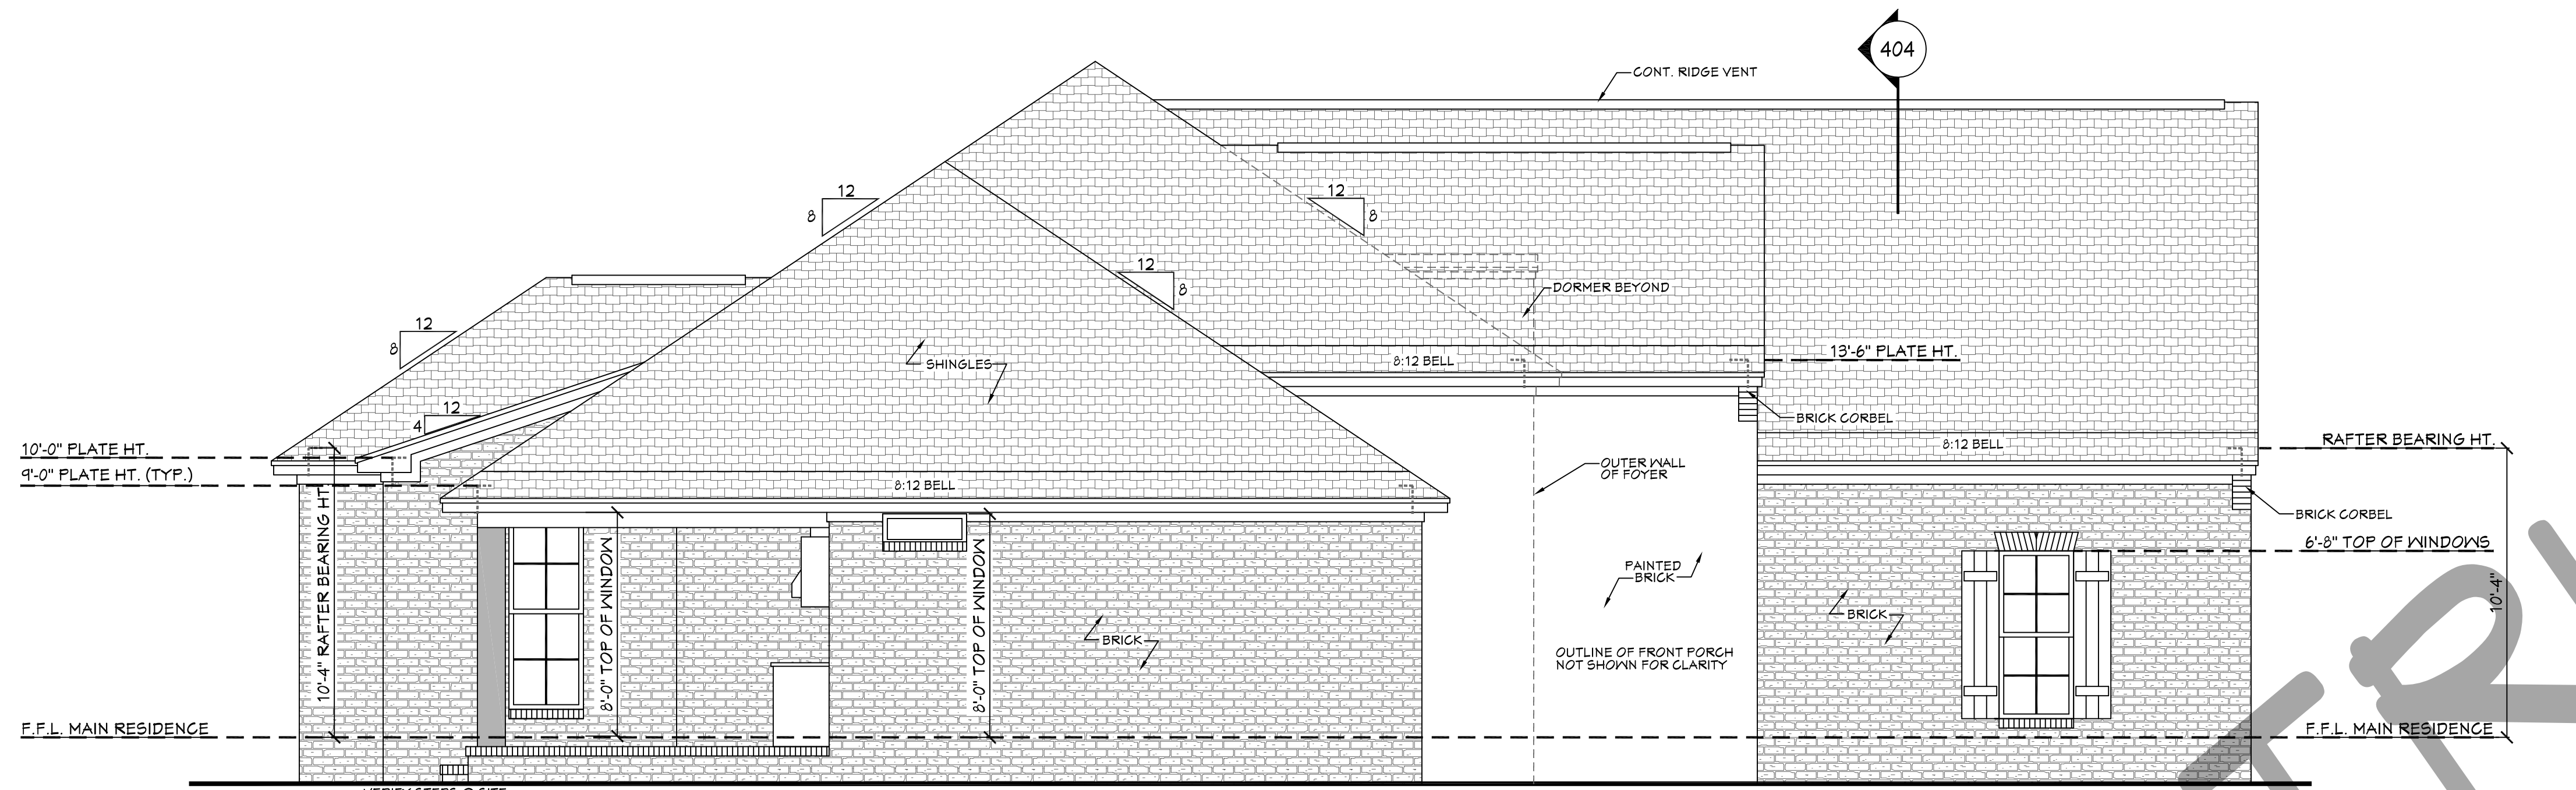 404
CONT. RIDGE VENT
12
8
12
8
12
8
DORMER BEYOND
12
8
SHINGLES
8:12 BELL
13'-6" PLATE HT.
12
4
BRICK CORBEL
10'-0" PLATE HT.
8:12 BELL
RAFTER BEARING HT.
9'-0" PLATE HT. (TYP.)
OUTER WALL
OF FOYER
8:12 BELL
BRICK CORBEL
10'-4" RAFTER BEARING HT
8'-0" TOP OF WINDOW
8'-0" TOP OF WINDOW
6'-8" TOP OF WINDOWS
PAINTED
BRICK
10'-4"
BRICK
BRICK
OUTLINE OF FRONT PORCH
NOT SHOWN FOR CLARITY
F.F.L. MAIN RESIDENCE
F.F.L. MAIN RESIDENCE